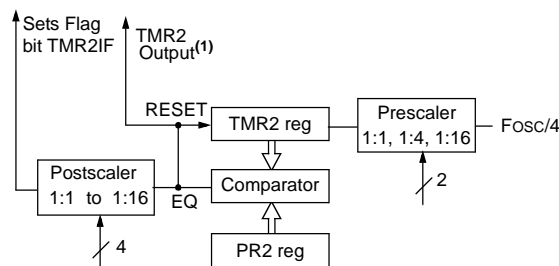 Sets Flag
bit TMR2IF
TMR2
Output(1)
RESET
TMR2 reg
Prescaler
1:1, 1:4, 1:16
FOSC/4
2
Postscaler
1:1 to 1:16
EQ
Comparator
4
PR2 reg